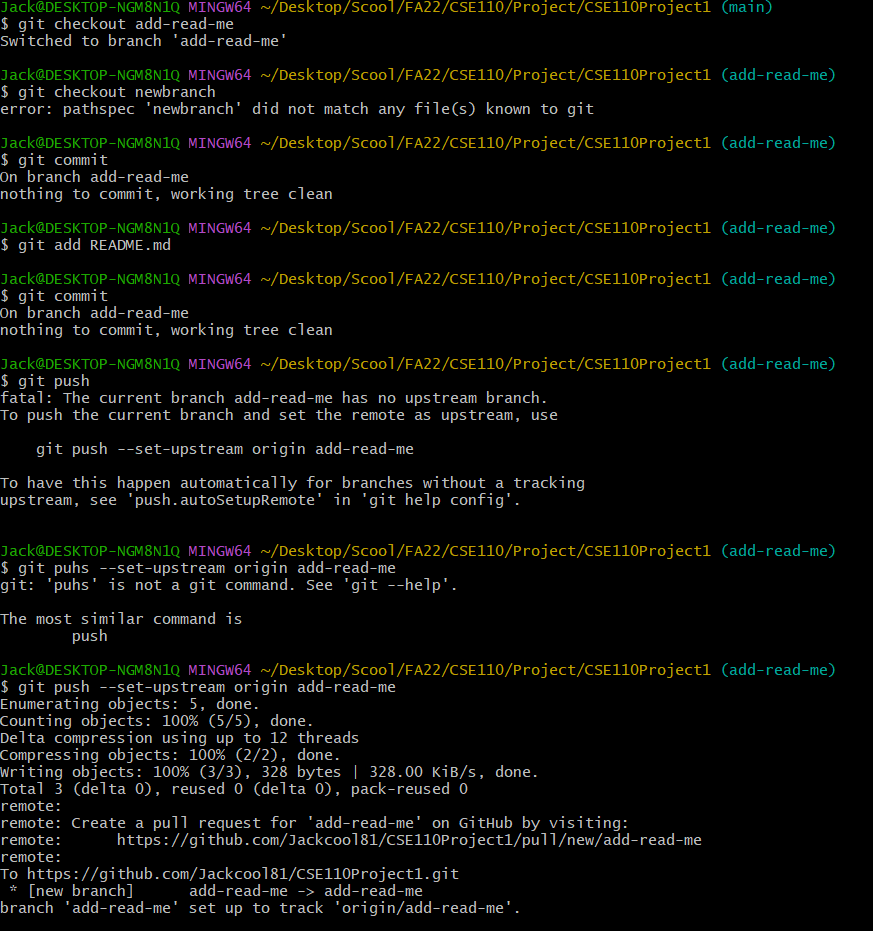 Jack@DESKTOP-NGM8N1Q MINGW64 ~/Desktop/Scool/FA22/CSE110/Project/CSE110Project1 (main)
$ git checkout add-read-me
Switched to branch 'add-read-me'
Jack@DESKTOP-NGM8N1Q MINGW64 ~/Desktop/Scool/FA22/CSE110/Project/CSE110Project1 (add-read-me)
$ git checkout newbranch
error: pathspec 'newbranch' did not match any file(s) known to git
Jack@DESKTOP-NGM8N1Q MINGW64 ~/Desktop/Scool/FA22/CSE110/Project/CSE110Project1 (add-read-me)
$ git commit
On branch add-read-me
nothing to commit, working tree clean
Jack@DESKTOP-NGM8N1Q MINGW64 ~/Desktop/Scool/FA22/CSE110/Project/CSE110Project1 (add-read-me)
$ git add README.md
Jack@DESKTOP-NGM8N1Q MINGW64 ~/Desktop/Scool/FA22/CSE110/Project/CSE110Project1 (add-read-me)
$ git commit
On branch add-read-me
nothing to commit, working tree clean
Jack@DESKTOP-NGM8N1Q MINGW64 ~/Desktop/Scool/FA22/CSE110/Project/CSE110Project1 (add-read-me)
$ git push
fatal: The current branch add-read-me has no upstream branch.
To push the current branch and set the remote as upstream, use
git push --set-upstream origin add-read-me
To have this happen automatically for branches without a tracking
upstream, see 'push.autoSetupRemote' in 'git help config'.
Jack@DESKTOP-NGM8N1Q MINGW64 ~/Desktop/Scool/FA22/CSE110/Project/CSE110Project1 (add-read-me)
$ git puhs --set-upstream origin add-read-me
git: 'puhs' is not a git command. See 'git --help'.
The most similar command is
push
Jack@DESKTOP-NGM8N1Q MINGW64 ~/Desktop/Scool/FA22/CSE110/Project/CSE110Project1 (add-read-me)
$ git push --set-upstream origin add-read-me
Enumerating objects: 5, done.
Counting objects: 100% (5/5), done.
Delta compression using up to 12 threads
Compressing objects: 100% (2/2), done.
Writing objects: 100% (3/3), 328 bytes | 328.00 KiB/s, done.
Total 3 (delta 0), reused 0 (delta 0), pack-reused 0
remote:
remote: Create a pull request for 'add-read-me' on GitHub by visiting:
remote:      https://github.com/Jackcool81/CSE110Project1/pull/new/add-read-me
remote:
To https://github.com/Jackcool81/CSE110Project1.git
* [new branch]      add-read-me -> add-read-me
branch 'add-read-me' set up to track 'origin/add-read-me'.